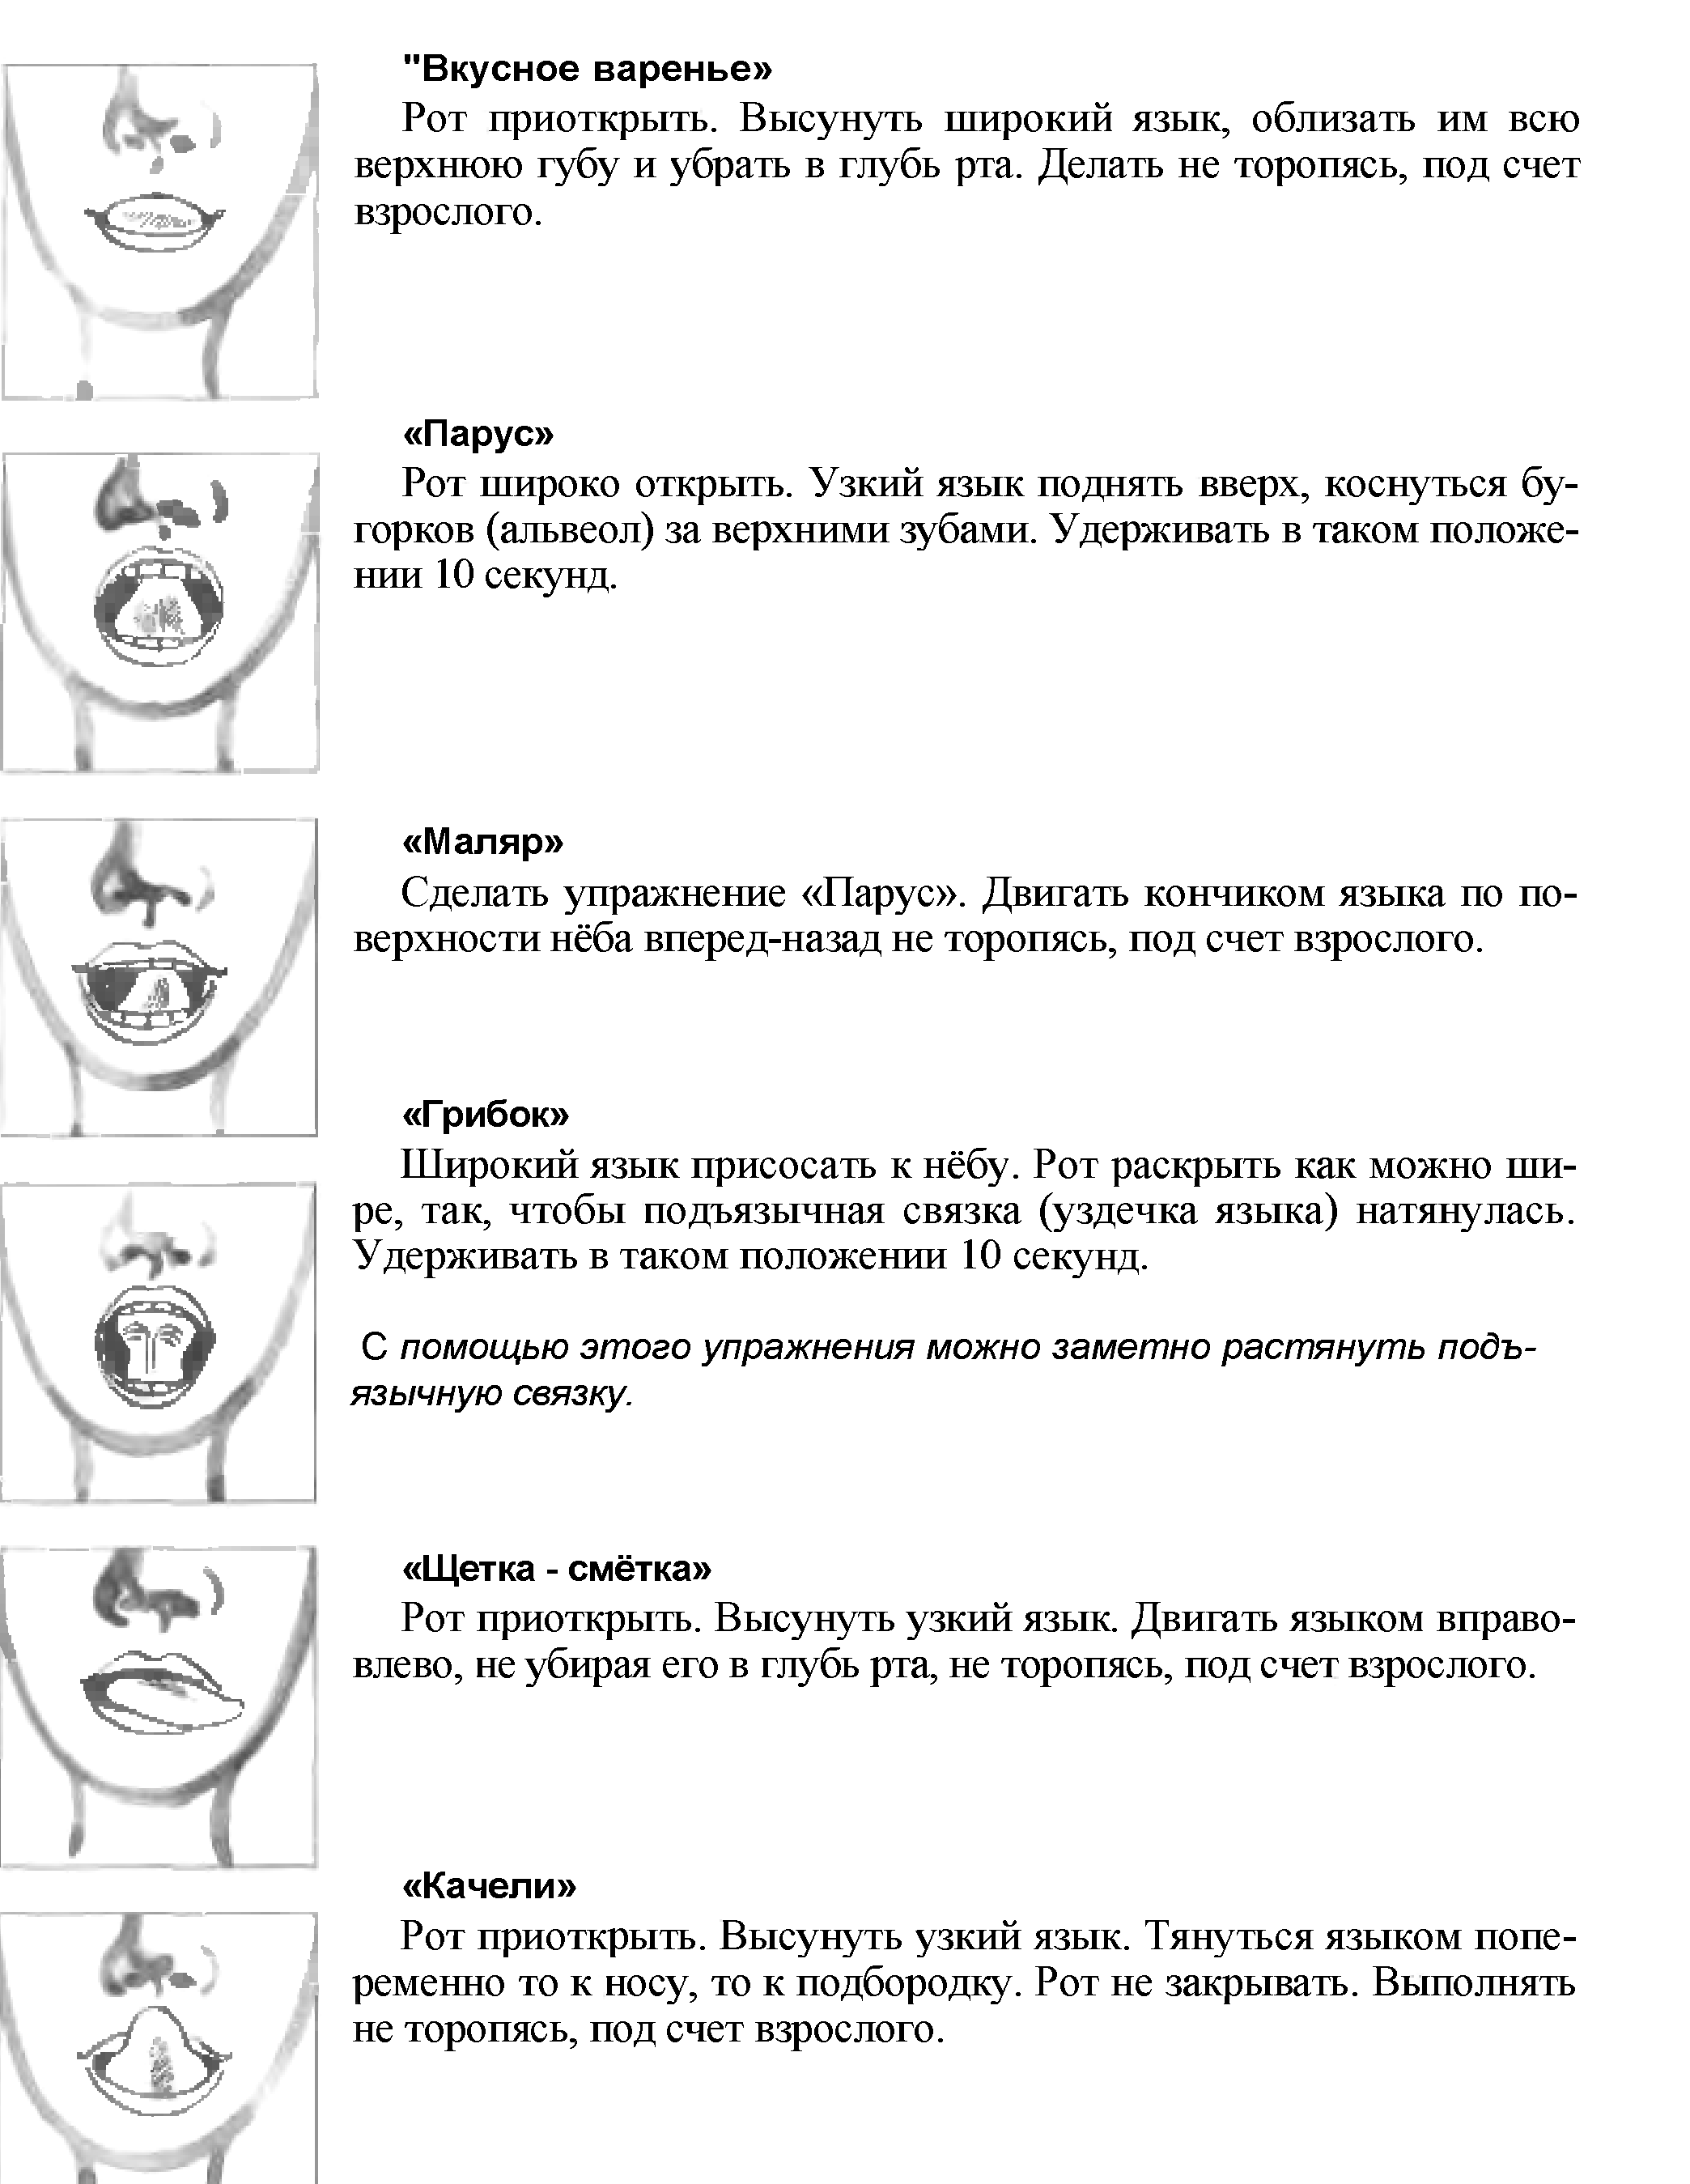 "Вкусное варенье»
Рот приоткрыть. Высунуть широкий язык, облизать им всю
верхнюю губу и убрать в глубь рта. Делать не торопясь, под счет
взрослого.
«Парус»
Рот широко открыть. Узкий язык поднять вверх, коснуться бу-
горков (альвеол) за верхними зубами. Удерживать в таком положе-
нии 10 секунд.
«Маляр»
Сделать упражнение «Парус». Двигать кончиком языка по по-
верхности нёба вперед-назад не торопясь, под счет взрослого.
«Грибок»
Широкий язык присосать к нёбу. Рот раскрыть как можно ши-
ре, так, чтобы подъязычная связка (уздечка языка) натянулась.
Удерживать в таком положении 10 секунд.
С помощью этого упражнения можно заметно растянуть подъ-
язычную связку.
«Щетка - смётка»
Рот приоткрыть. Высунуть узкий язык. Двигать языком вправо-
влево, не убирая его в глубь рта, не торопясь, под счет взрослого.
«Качели»
Рот приоткрыть. Высунуть узкий язык. Тянуться языком попе-
ременно то к носу, то к подбородку. Рот не закрывать. Выполнять
не торопясь, под счет взрослого.